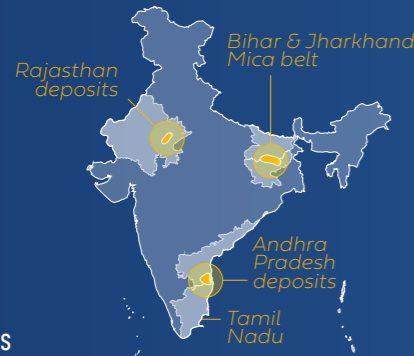 Bihar & Jharkhand
Mica belt
Rajasthan
deposits
Andhra
Pradesh
deposits
Tamil
Nadu
S